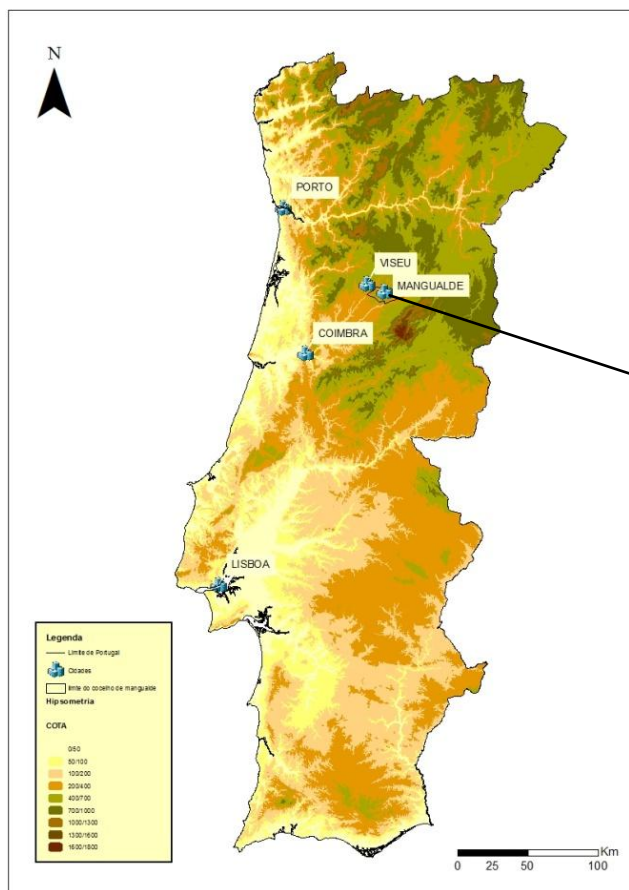 N
PORTO
VISEU
MANGUALDE
COIMBRA
LISBOA
Legenda
Limite de Portugal
Cidades
limite do cocelho de mangualde
Hipsometria
COTA
0/50
50/100
100/200
200/400
400/700
700/1000
1000/1300
1300/1600
1600/1800
Km
0 25 50 100